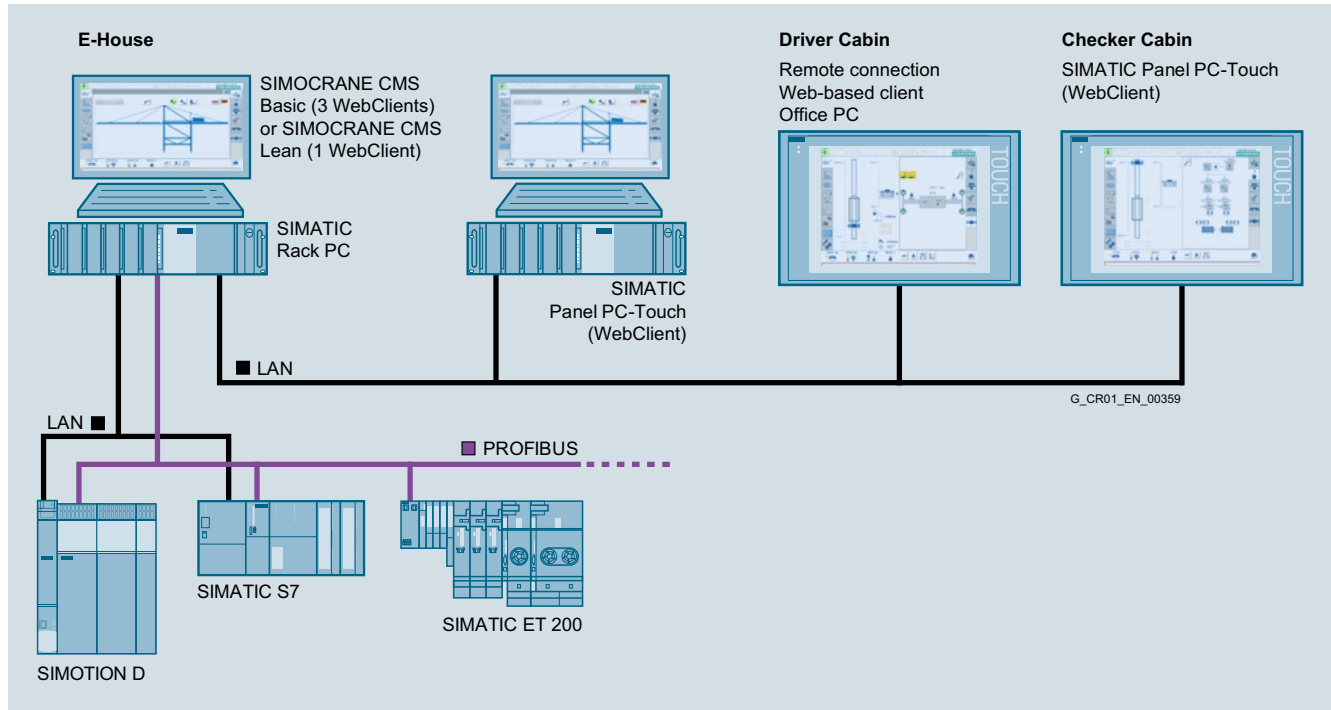 E-House
SIMOCRANE CMS
Basic (3 WebClients)
or SIMOCRANE CMS
Lean (1 WebClient)
SIMATIC
Rack PC
SIMATIC
Panel PC-Touch
(WebClient)
Driver Cabin
Remote connection
Web-based client
Office PC
TOUCH
Checker Cabin
SIMATIC Panel PC-Touch
(WebClient)
TOUCH
LAN
G_CR01_EN_00359
LAN
PROFIBUS
SIMOTION D
SIMATIC S7
SIMATIC ET 200